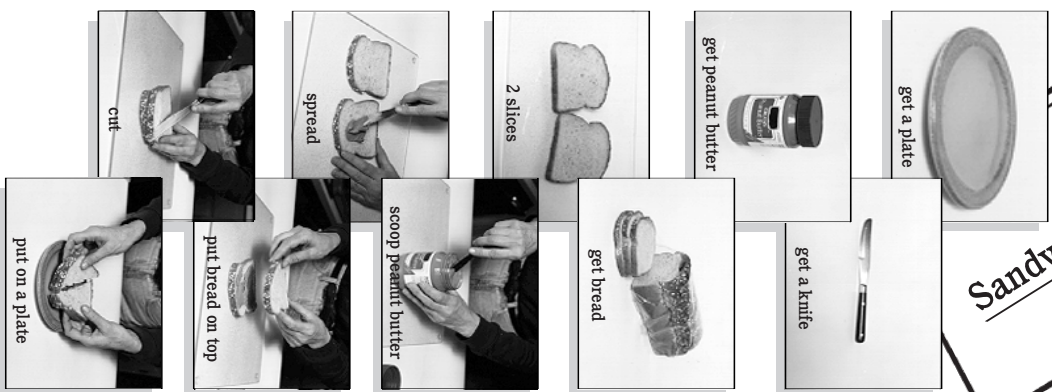 get a plate
get a knife
get peanut butter
get bread
2 slices
scoop peanut butter
spread
put bread on top
cut
put on a plate
Sandw